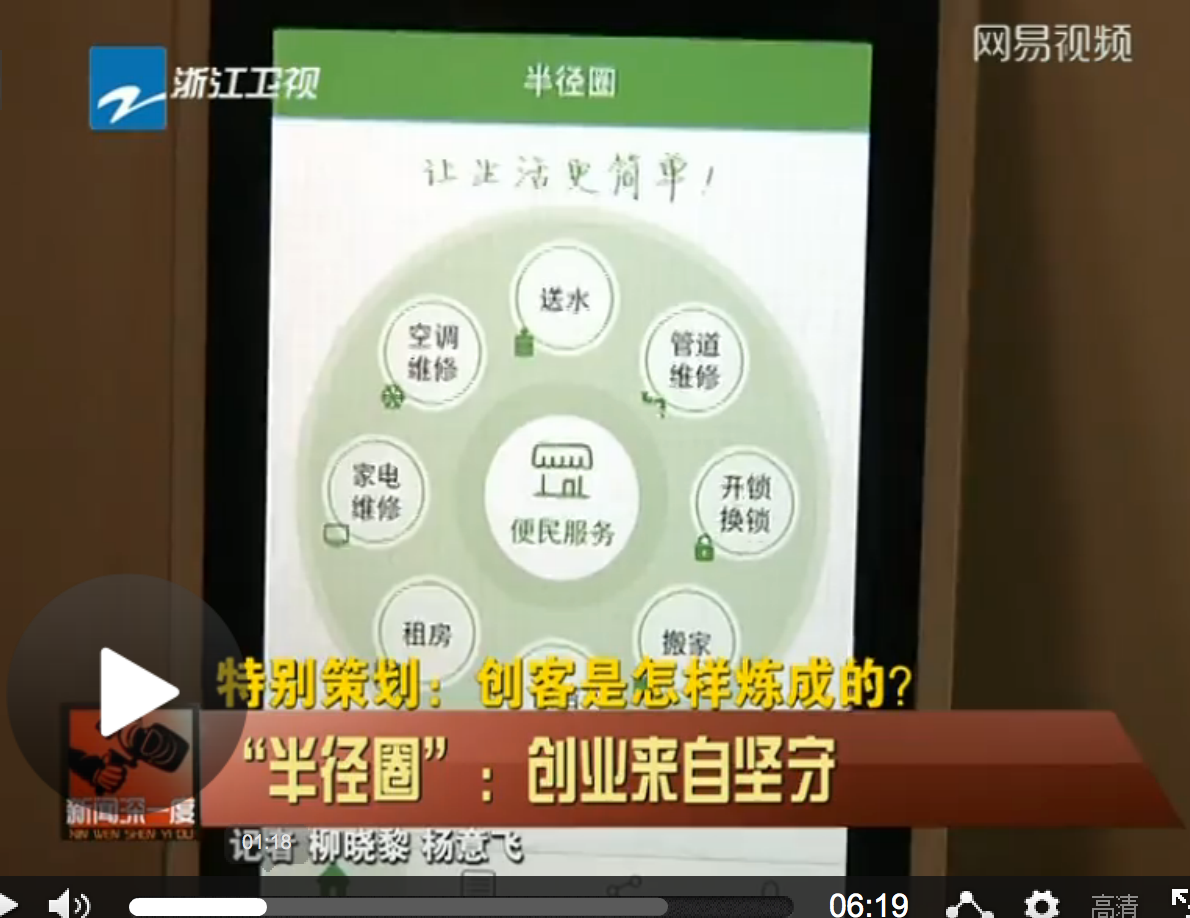 网易视频
浙江卫视
半径圈
让生活更简单!
送水
空调
维修
管道
维修
家电
维修
开锁
换锁
便民服务
租房
搬家
特别策划：创客是怎样炼成的?
“半径圈”：创业来自坚守
新闻深一度
XIN WEN SHEN YI DU
记者 柳晓黎 杨意飞
01:18
06:19
高清